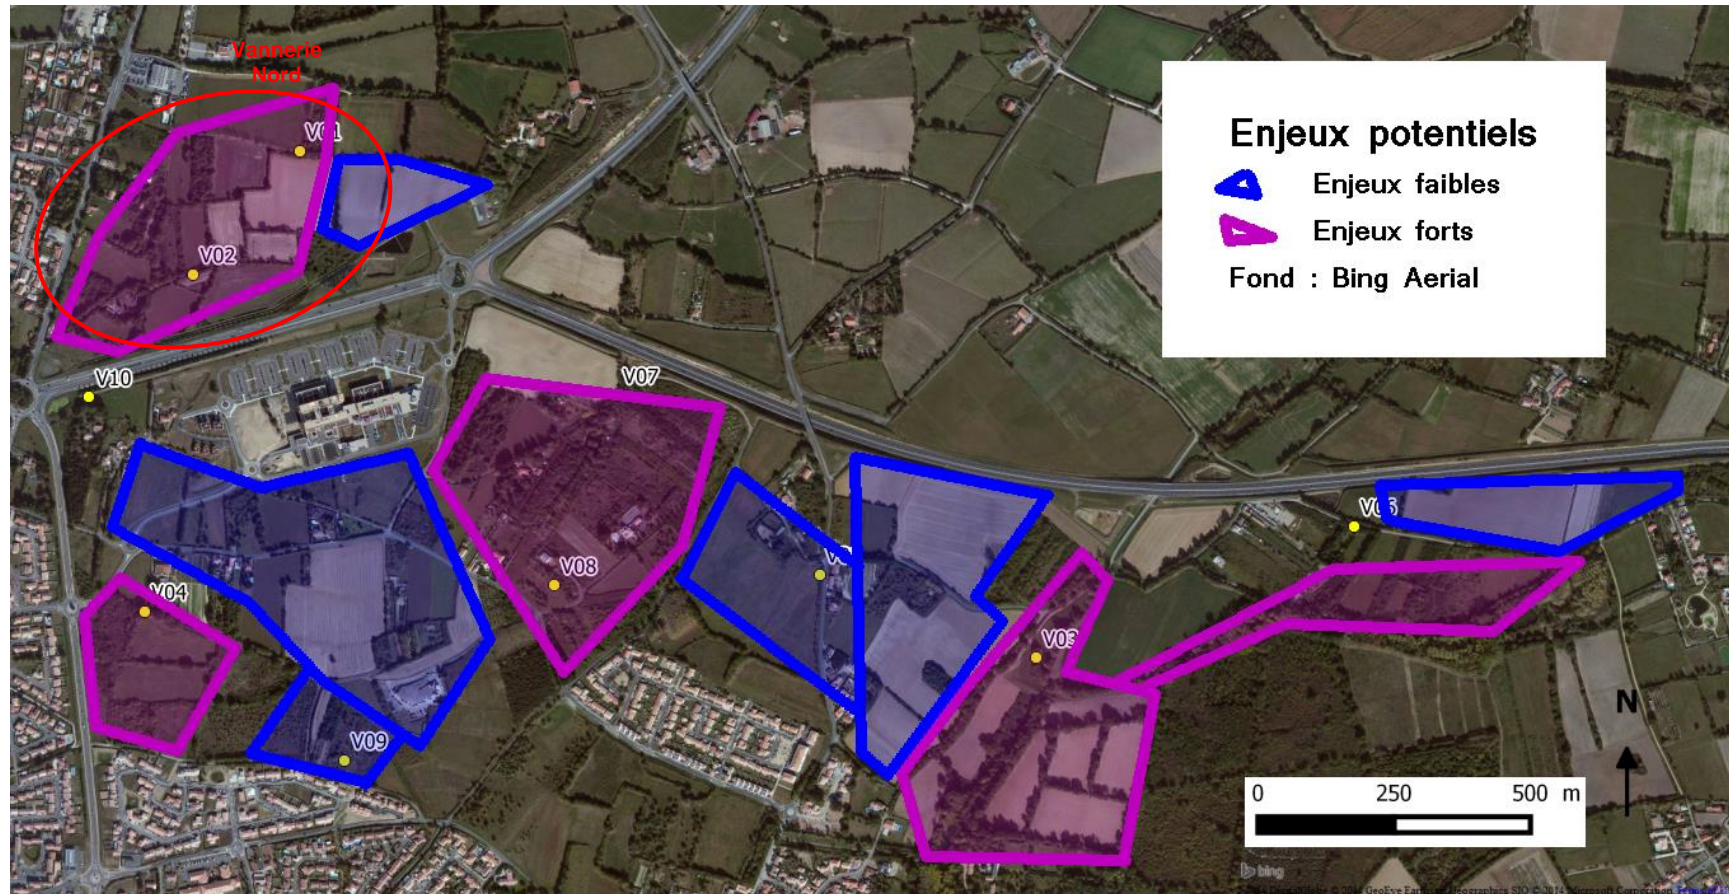 Vannerie
Nord
V01
V02
Enjeux potentiels
Enjeux faibles
Enjeux forts
Fond : Bing Aerial
V10
V07
V08
V04
V03
V09
N
0 250 500 m
bing